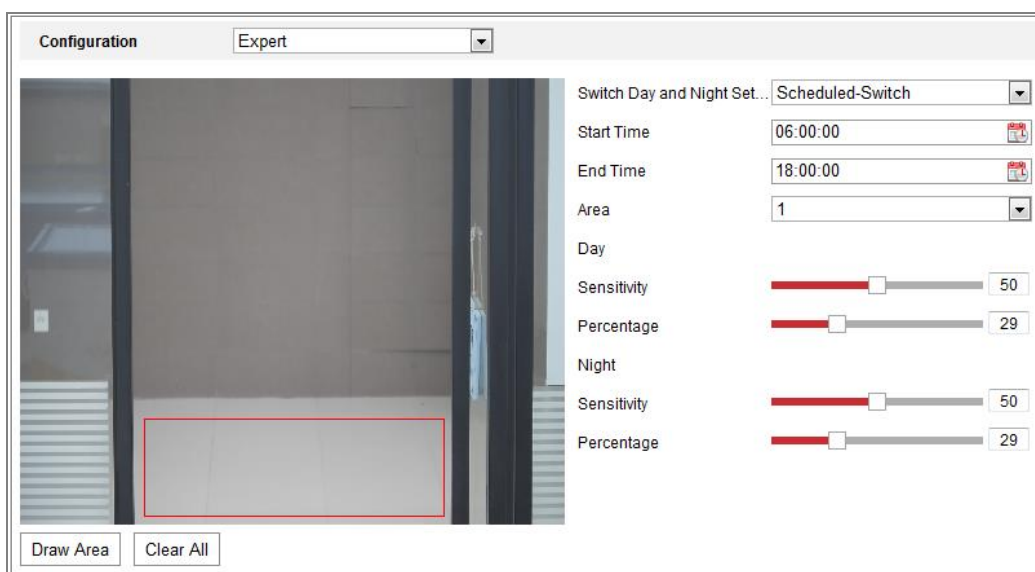 Configuration Expert
Switch Day and Night Set... Scheduled-Switch
Start Time 06:00:00
End Time 18:00:00
Area 1
Day
Sensitivity 50
Percentage 29
Night
Sensitivity 50
Percentage 29
Draw Area Clear All